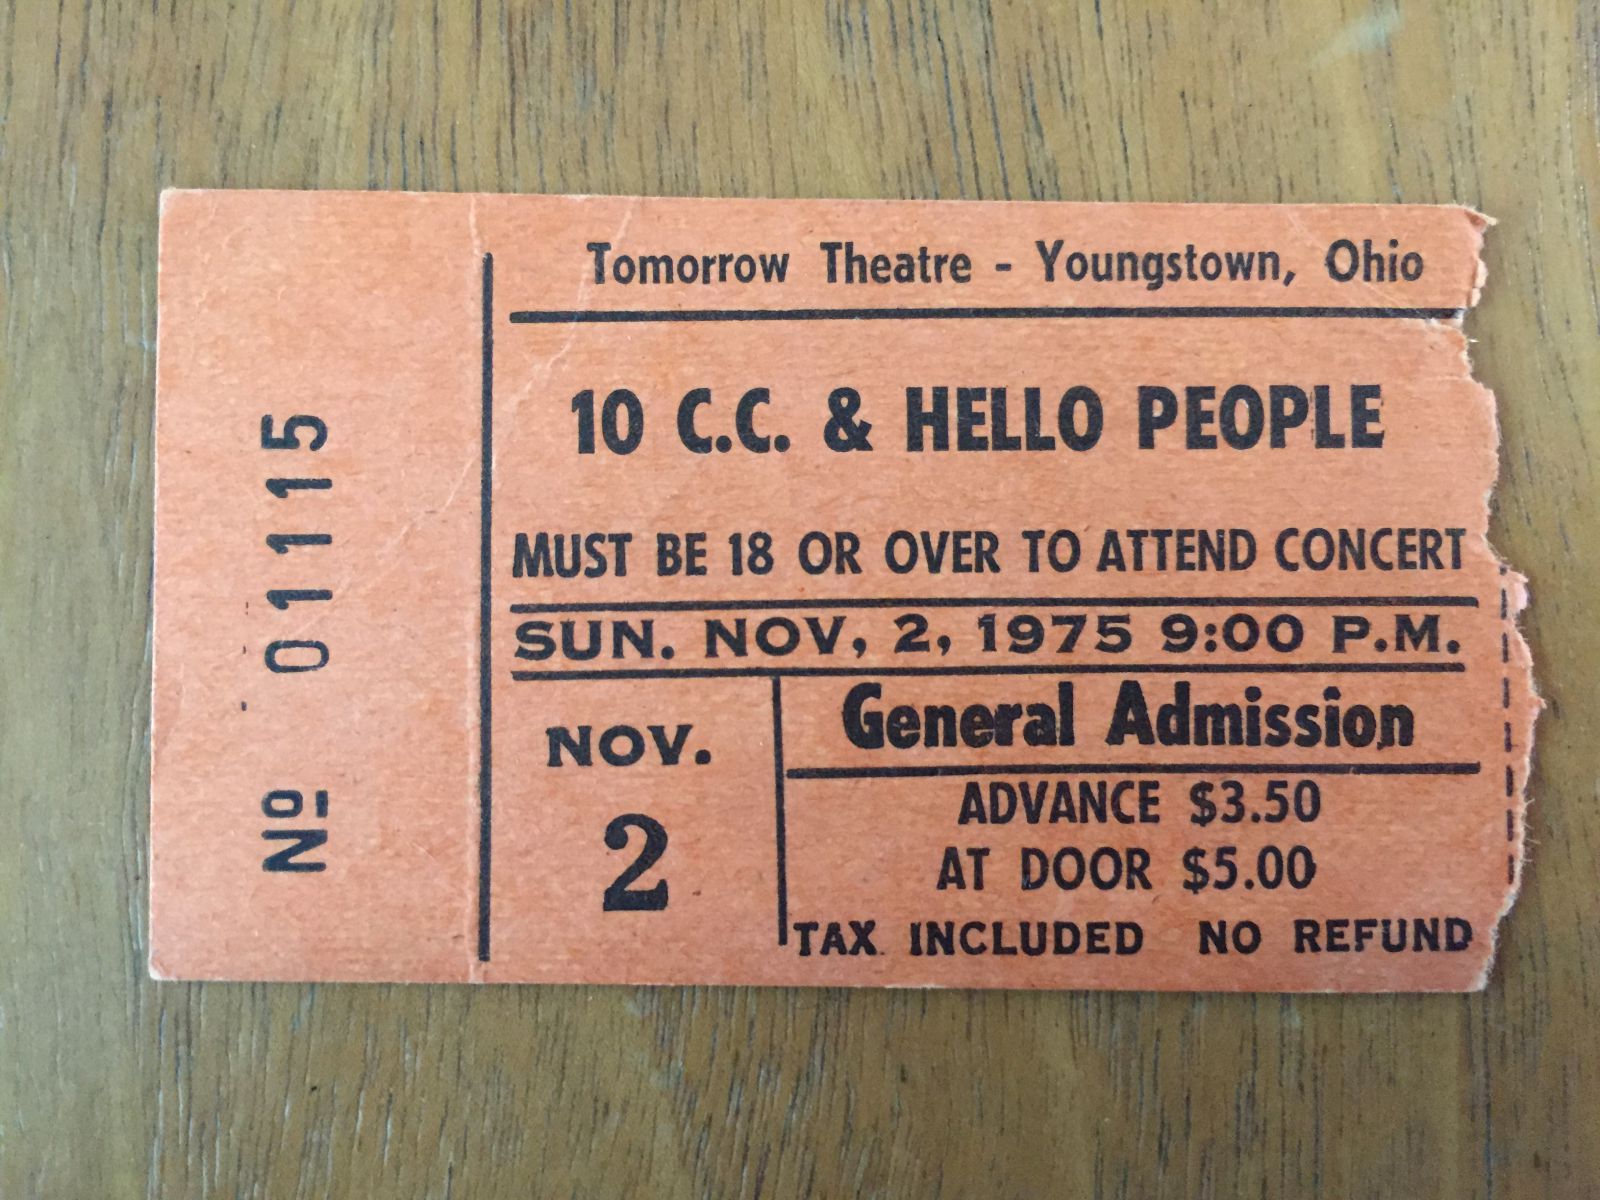 Nº 01115
Tomorrow Theatre - Youngstown, Ohio
10 C.C. & HELLO PEOPLE
MUST BE 18 OR OVER TO ATTEND CONCERT
SUN. NOV, 2, 1975 9:00 P.M.
NOV.
2
General Admission
ADVANCE $3.50
AT DOOR $5.00
TAX INCLUDED NO REFUND